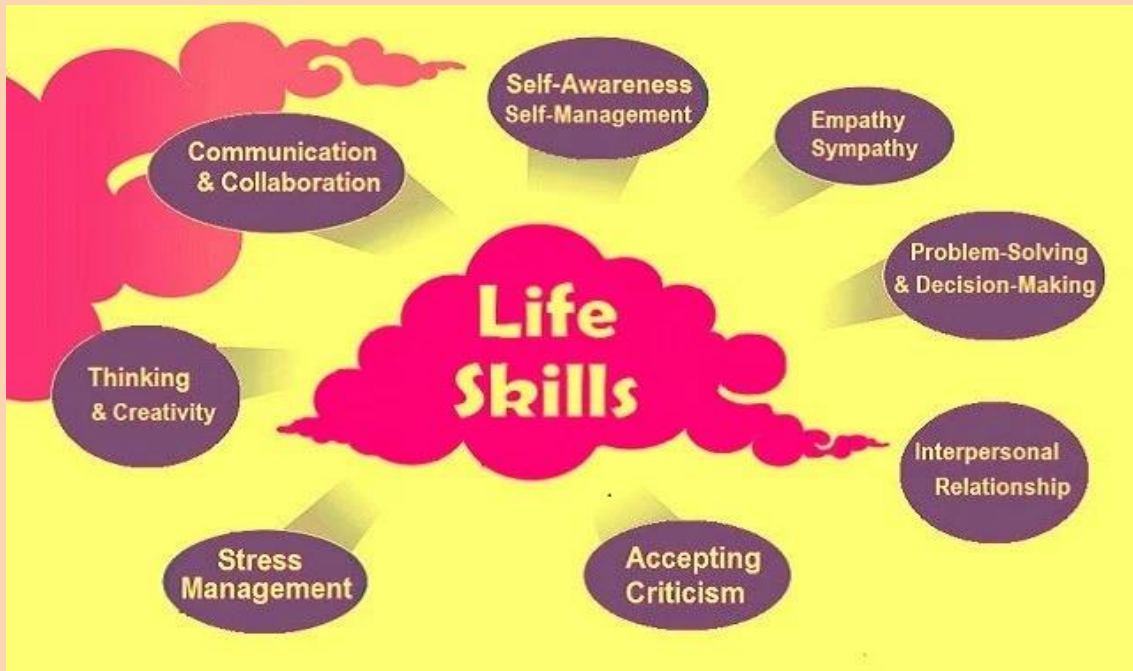 Life
Skills
Self-Awareness
Self-Management
Empathy
Sympathy
Problem-Solving
& Decision-Making
Interpersonal
Relationship
Accepting
Criticism
Stress
Management
Thinking
& Creativity
Communication
& Collaboration